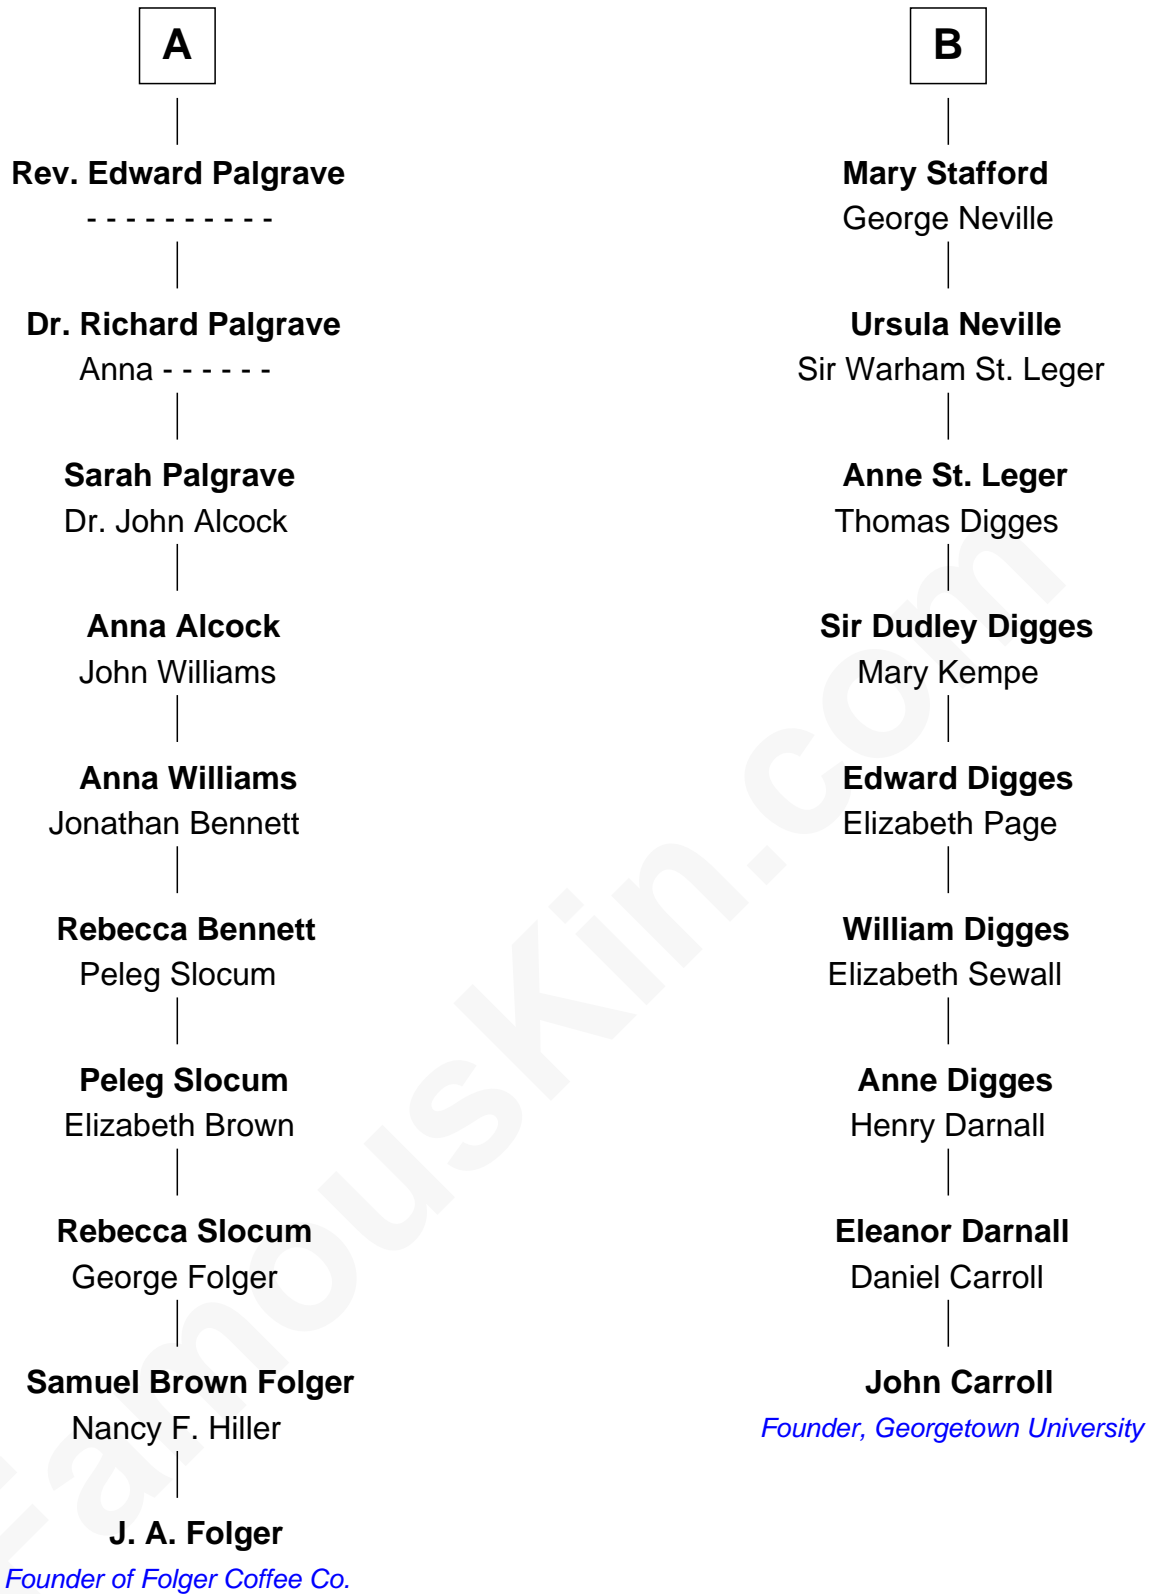 A
Rev. Edward Palgrave
- - - - - - - - - -
Dr. Richard Palgrave
Anna - - - - - -
Sarah Palgrave
Dr. John Alcock
Anna Alcock
John Williams
Anna Williams
Jonathan Bennett
Rebecca Bennett
Peleg Slocum
Peleg Slocum
Elizabeth Brown
Rebecca Slocum
George Folger
Samuel Brown Folger
Nancy F. Hiller
J. A. Folger
Founder of Folger Coffee Co.
B
Mary Stafford
George Neville
Ursula Neville
Sir Warham St. Leger
Anne St. Leger
Thomas Digges
Sir Dudley Digges
Mary Kempe
Edward Digges
Elizabeth Page
William Digges
Elizabeth Sewall
Anne Digges
Henry Darnall
Eleanor Darnall
Daniel Carroll
John Carroll
Founder, Georgetown University
FamousKin.com